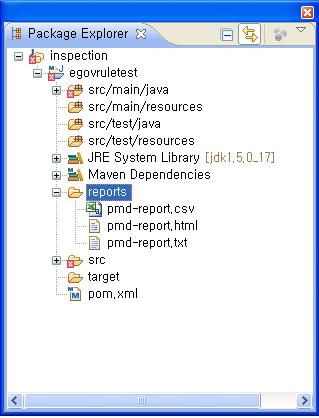 Package Explorer
inspection
egovruletest
src/main/java
src/main/resources
src/test/java
src/test/resources
JRE System Library [jdk1,5,0_17]
Maven Dependencies
reports
pmd-report,csv
pmd-report,html
pmd-report,txt
src
target
pom,xml